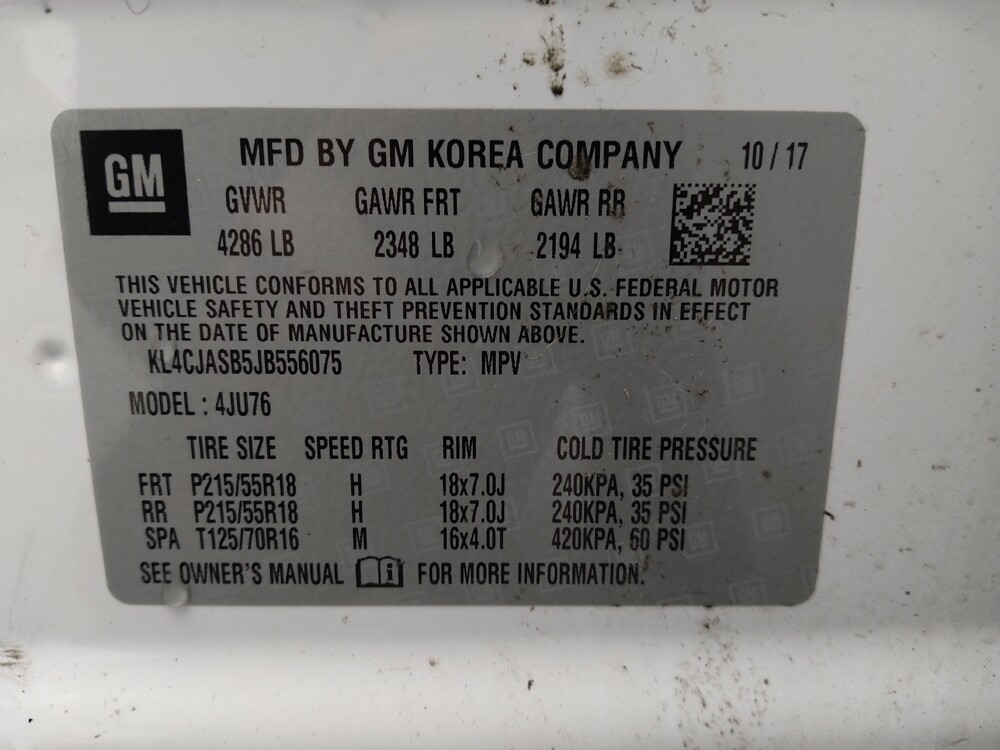 GM
MFD BY GM KOREA COMPANY 10 / 17
GVWR GAWR FRT GAWR RR
4286 LB 2348 LB 2194 LB
THIS VEHICLE CONFORMS TO ALL APPLICABLE U.S. FEDERAL MOTOR
VEHICLE SAFETY AND THEFT PREVENTION STANDARDS IN EFFECT
ON THE DATE OF MANUFACTURE SHOWN ABOVE.
KL4CJASB5JB556075 TYPE: MPV
MODEL : 4JU76
TIRE SIZE SPEED RTG RIM COLD TIRE PRESSURE
FRT P215/55R18 H 18x7.0J 240KPA, 35 PSI
RR P215/55R18 H 18x7.0J 240KPA, 35 PSI
SPA T125/70R16 M 16x4.0T 420KPA, 60 PSI
SEE OWNER'S MANUAL i FOR MORE INFORMATION.